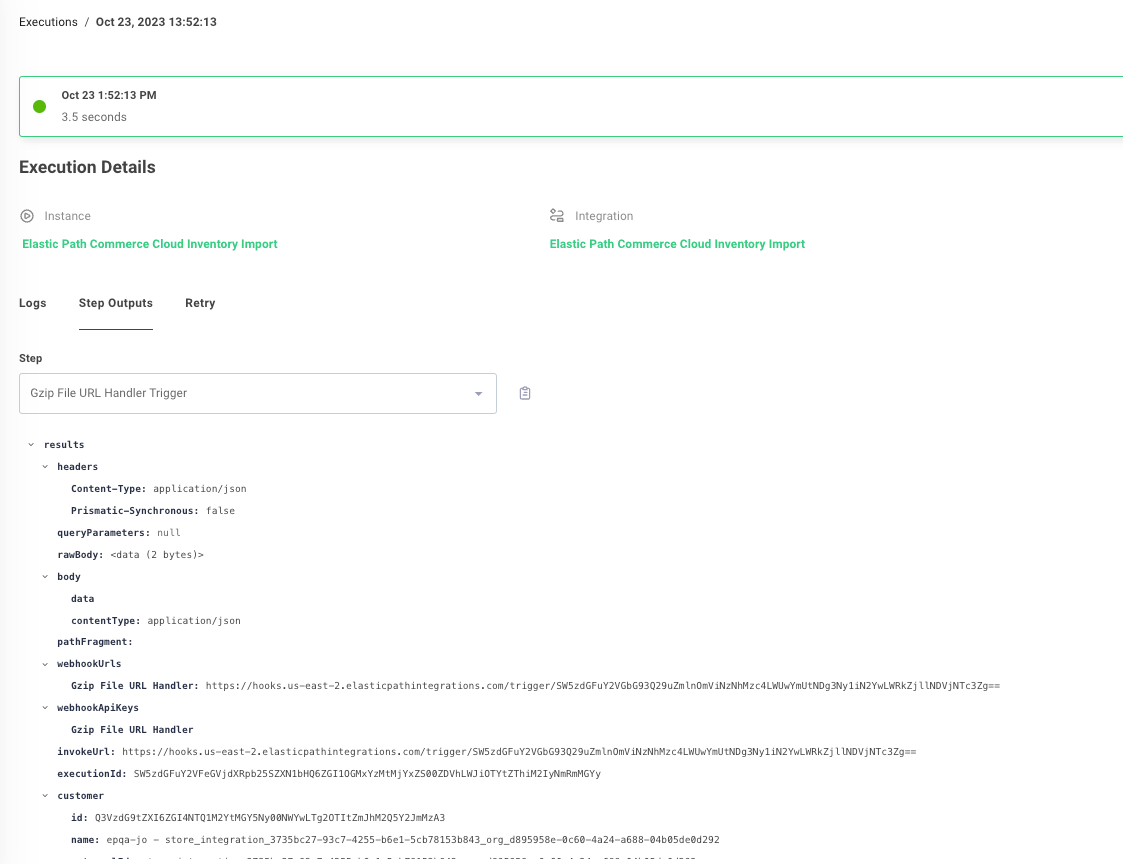 Executions / Oct 23, 2023 13:52:13
Oct 23 1:52:13 PM
3.5 seconds
Execution Details
Instance
Integration
Elastic Path Commerce Cloud Inventory Import
Elastic Path Commerce Cloud Inventory Import
Logs Step Outputs Retry
Step
Gzip File URL Handler Trigger
results
headers
Content-Type: application/json
Prismatic-Synchronous: false
queryParameters: null
rawBody: <data (2 bytes)>
body
data
contentType: application/json
pathFragment:
webhookUrls
Gzip File URL Handler: https://hooks.us-east-2.elasticpathintegrations.com/trigger/SW5zdGFuY2VGbG93Q29uZmlnOmViNzNhMzc4LWUwYmUtNDg3Ny1iN2YwLWRkZjllNDVjNTc3Zg==
webhookApiKeys
Gzip File URL Handler
invokeUrl: https://hooks.us-east-2.elasticpathintegrations.com/trigger/SW5zdGFuY2VGbG93Q29uZmlnOmViNzNhMzc4LWUwYmUtNDg3Ny1iN2YwLWRkZjllNDVjNTc3Zg==
executionId: SW5zdGFuY2VFeGVjdXRpb25SZXN1bHQ6ZGI1OGMxYzMtMjYxZS00ZDVhLWJiOTYtZThiM2IyNmRmMGYy
customer
id: Q3VzdG9tZXI6ZGI4NTQ1M2YtMGY5Ny00NWYwLTg2OTItZmJhM2Q5Y2JmMzA3
name: epqa-jo - store_integration_3735bc27-93c7-4255-b6e1-5cb78153b843_org_d895958e-0c60-4a24-a688-04b05de0d292